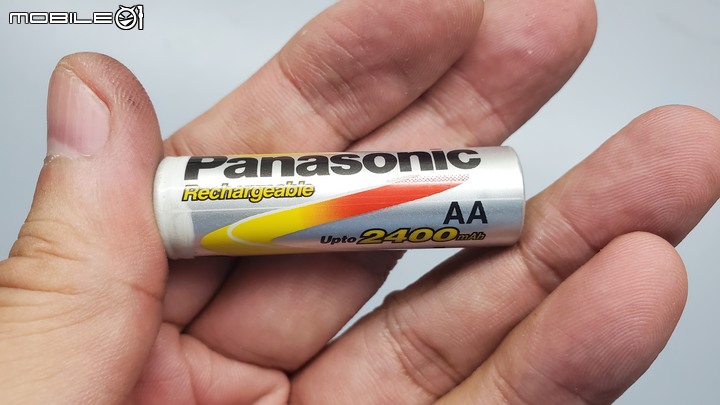 MOBILE01
Panasonic
Rechargeable
AA
Upto 2400 mAh